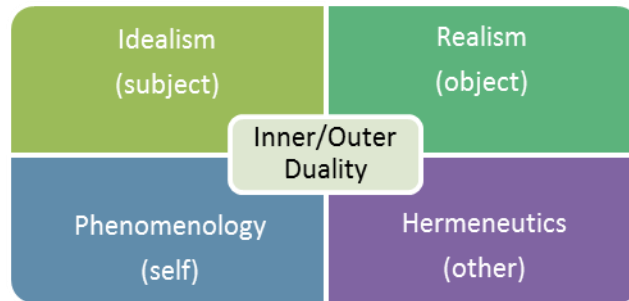 Idealism
(subject)
Realism
(object)
Inner/Outer
Duality
Phenomenology
(self)
Hermeneutics
(other)